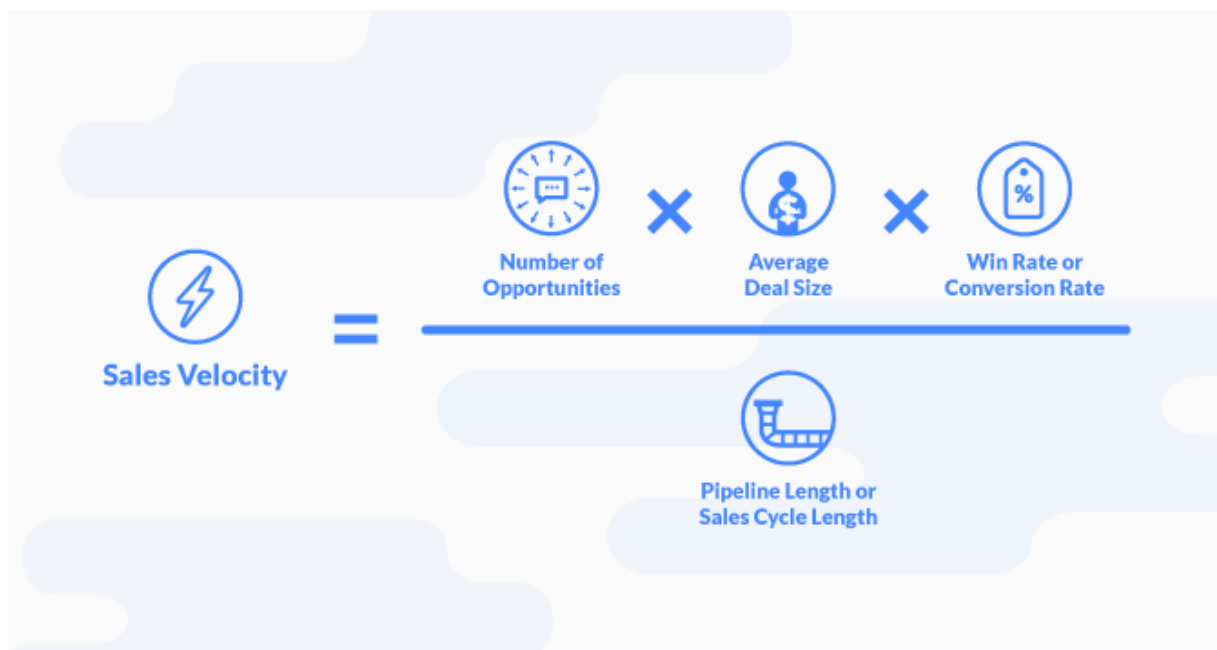 Sales Velocity
=
Number of
Opportunities
×
Average
Deal Size
$
×
Win Rate or
Conversion Rate
%
Pipeline Length or
Sales Cycle Length